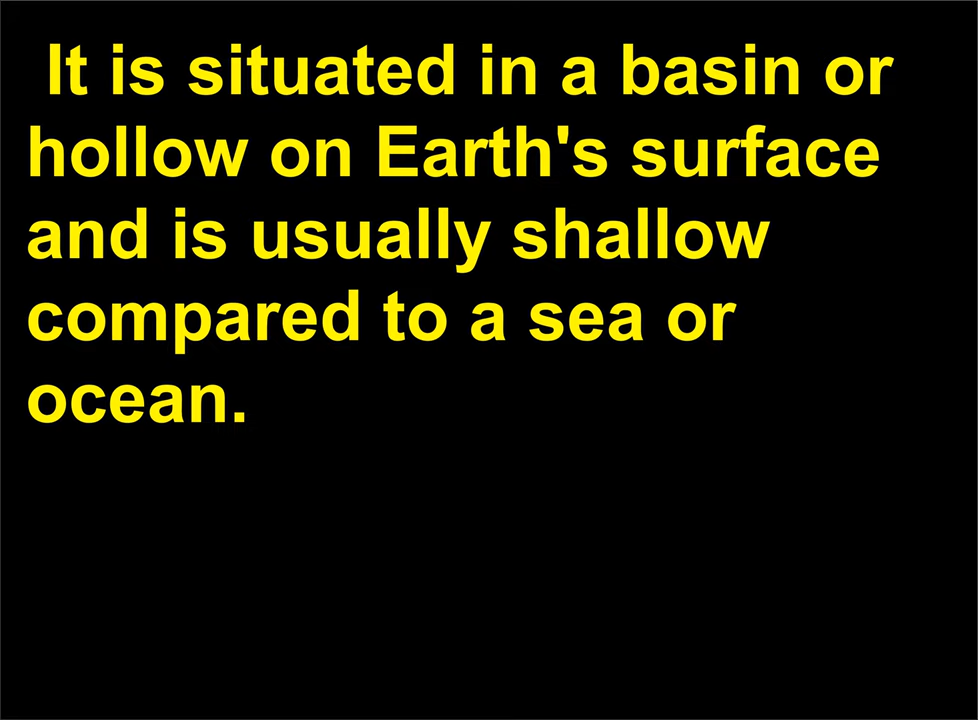 It is situated in a basin or
hollow on Earth's surface
and is usually shallow
compared to a sea or
ocean.